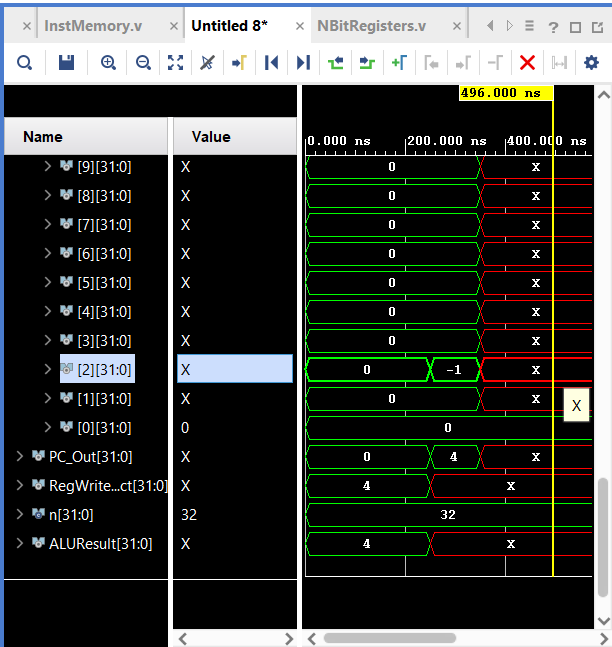 InstMemory.v × Untitled 8* × NBitRegisters.v ×
496.000 ns
Name Value 0.000 ns 200.000 ns 400.000 ns
[9][31:0] X 0 X
[8][31:0] X 0 X
[7][31:0] X 0 X
[6][31:0] X 0 X
[5][31:0] X 0 X
[4][31:0] X 0 X
[3][31:0] X 0 X
[2][31:0] X 0 -1 X
[1][31:0] X 0 X
X
[0][31:0] 0 0
PC_Out[31:0] X 0 4 X
RegWrite...ct[31:0] X 4 X
n[31:0] 32 32
ALUResult[31:0] X 4 X